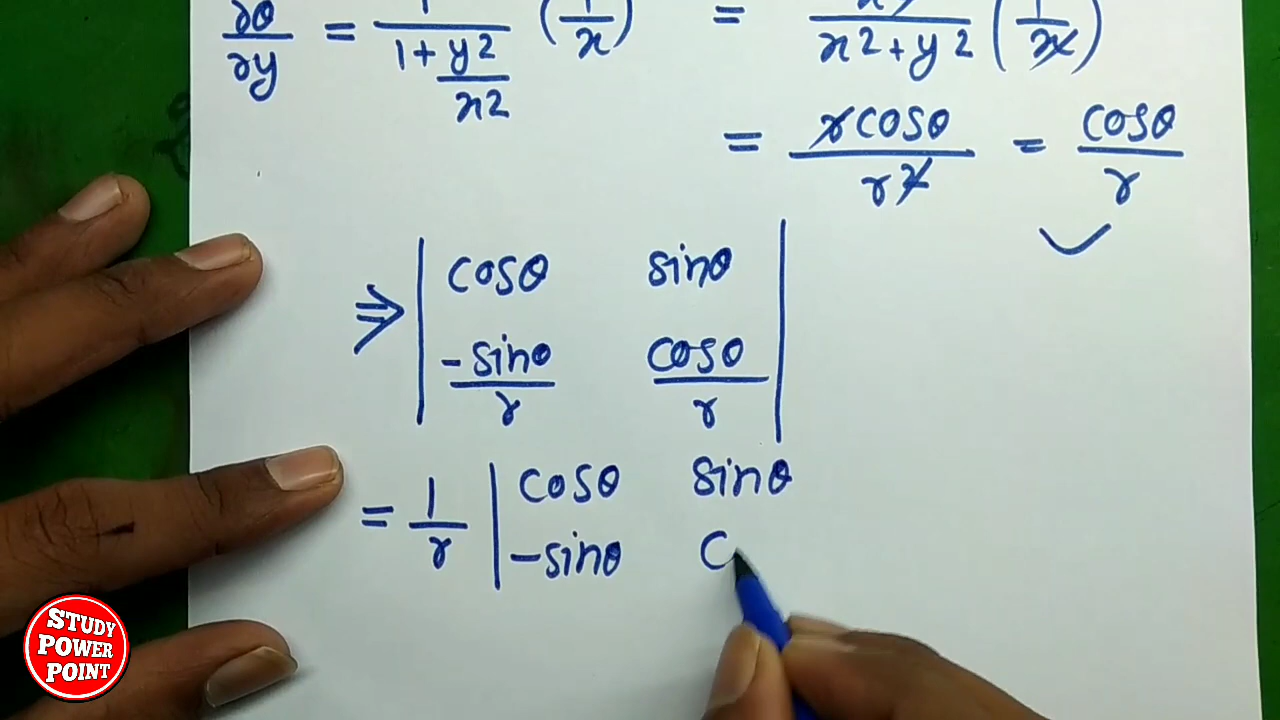 ∂θ/∂y = 1/(1 + y2/x2) (1/x) = /(x2 + y2) (1/x)
= r cosθ/r2 = cosθ/r
⇒ | cosθ sinθ |
| -sinθ/r cosθ/r |
= 1/r | cosθ sinθ
| -sinθ C
STUDY
POWER
POINT